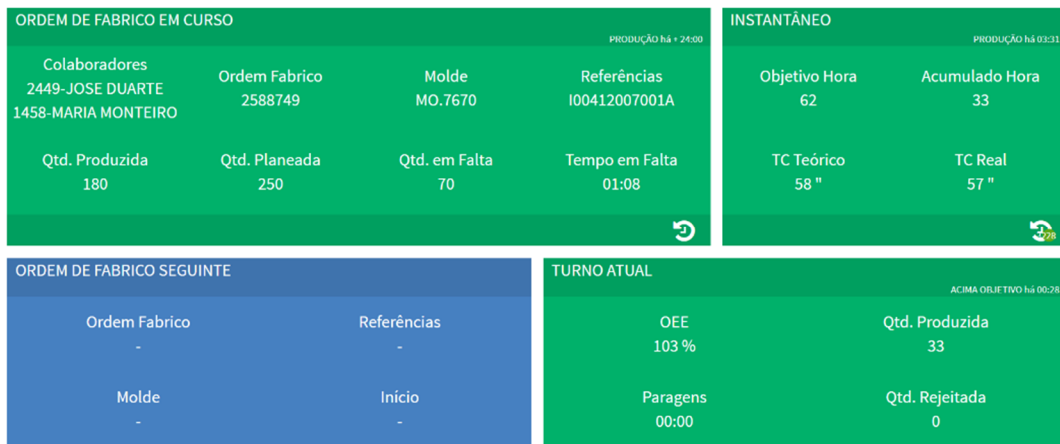 ORDEM DE FABRICO EM CURSO
PRODUÇÃO há + 24:00
Colaboradores
2449-JOSE DUARTE
1458-MARIA MONTEIRO
Ordem Fabrico
2588749
Molde
MO.7670
Referências
I00412007001A
Qtd. Produzida
180
Qtd. Planeada
250
Qtd. em Falta
70
Tempo em Falta
01:08
INSTANTÂNEO
PRODUÇÃO há 03:31
Objetivo Hora
62
Acumulado Hora
33
TC Teórico
58 "
TC Real
57 "
ORDEM DE FABRICO SEGUINTE
Ordem Fabrico
-
Referências
-
Molde
-
Início
-
TURNO ATUAL
ACIMA OBJETIVO há 00:28
OEE
103 %
Qtd. Produzida
33
Paragens
00:00
Qtd. Rejeitada
0